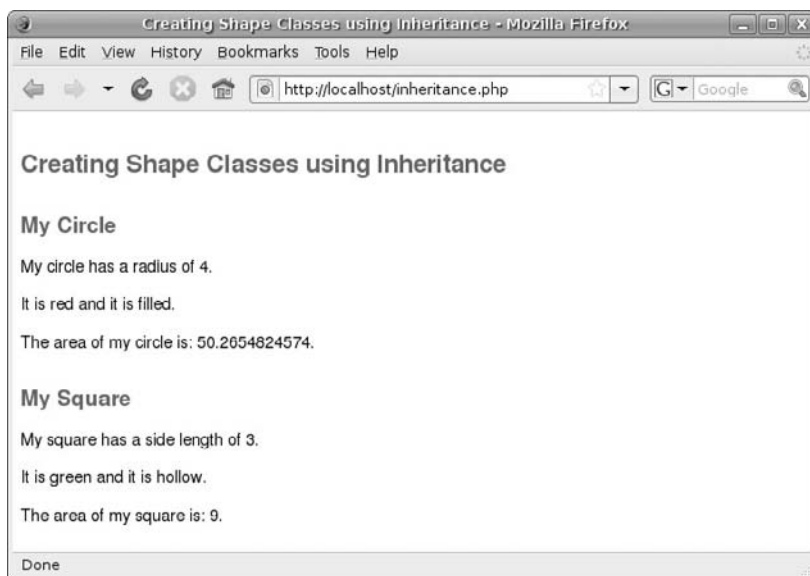 Creating Shape Classes using Inheritance - Mozilla Firefox
File Edit View History Bookmarks Tools Help
http://localhost/inheritance.php
G Google
Creating Shape Classes using Inheritance
My Circle
My circle has a radius of 4.
It is red and it is filled.
The area of my circle is: 50.2654824574.
My Square
My square has a side length of 3.
It is green and it is hollow.
The area of my square is: 9.
Done